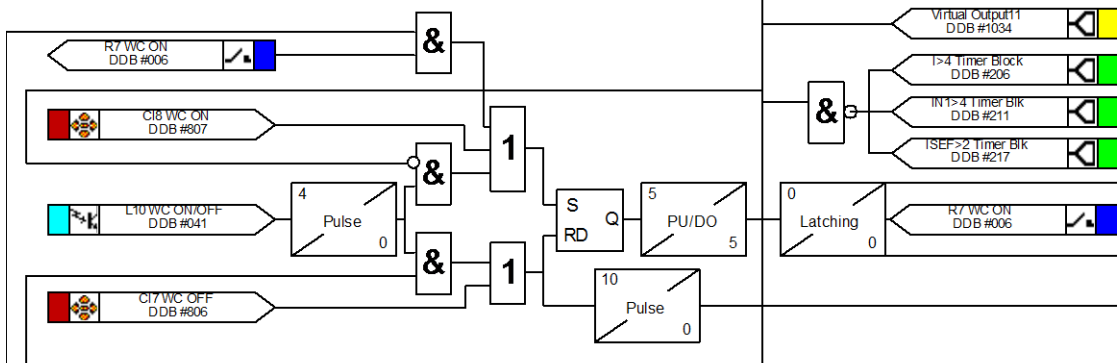 Virtual Output11
DDB #1034
&
R7 WC ON
DDB #006
I>4 Timer Block
DDB #206
CI8 WC ON
DDB #807
1
&
IN1>4 Timer Blk
DDB #211
ISEF>2 Timer Blk
DDB #217
&
L10 WC ON/OFF
DDB #041
4
Pulse
0
S
Q
RD
5
PU/DO
5
0
Latching
0
R7 WC ON
DDB #006
&
1
CI7 WC OFF
DDB #806
10
Pulse
0